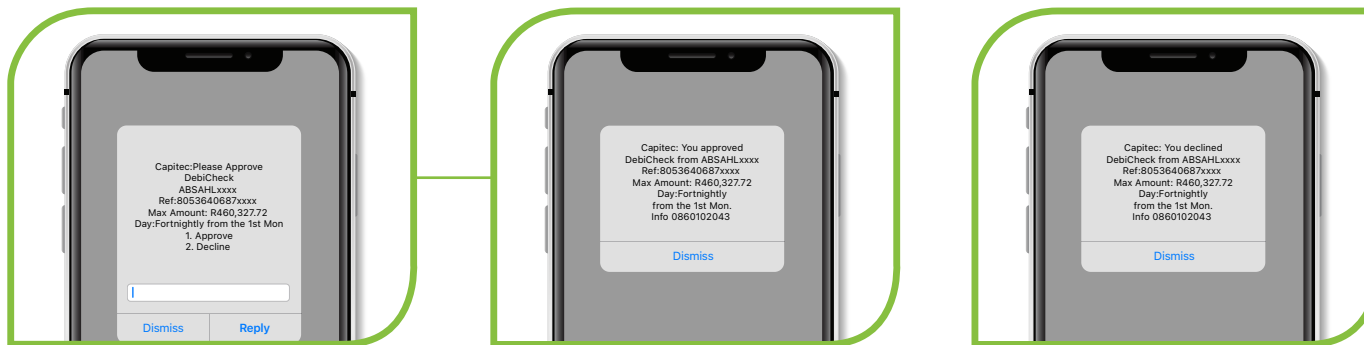 Capitec:Please Approve
DebiCheck
ABSAHLxxxx
Ref:8053640687xxxx
Max Amount: R460,327.72
Day:Fortnightly from the 1st Mon
1. Approve
2. Decline
Dismiss
Reply
Capitec: You approved
DebiCheck from ABSAHLxxxx
Ref:8053640687xxxx
Max Amount: R460,327.72
Day:Fortnightly
from the 1st Mon.
Info 0860102043
Dismiss
Capitec: You declined
DebiCheck from ABSAHLxxxx
Ref:8053640687xxxx
Max Amount: R460,327.72
Day:Fortnightly
from the 1st Mon.
Info 0860102043
Dismiss